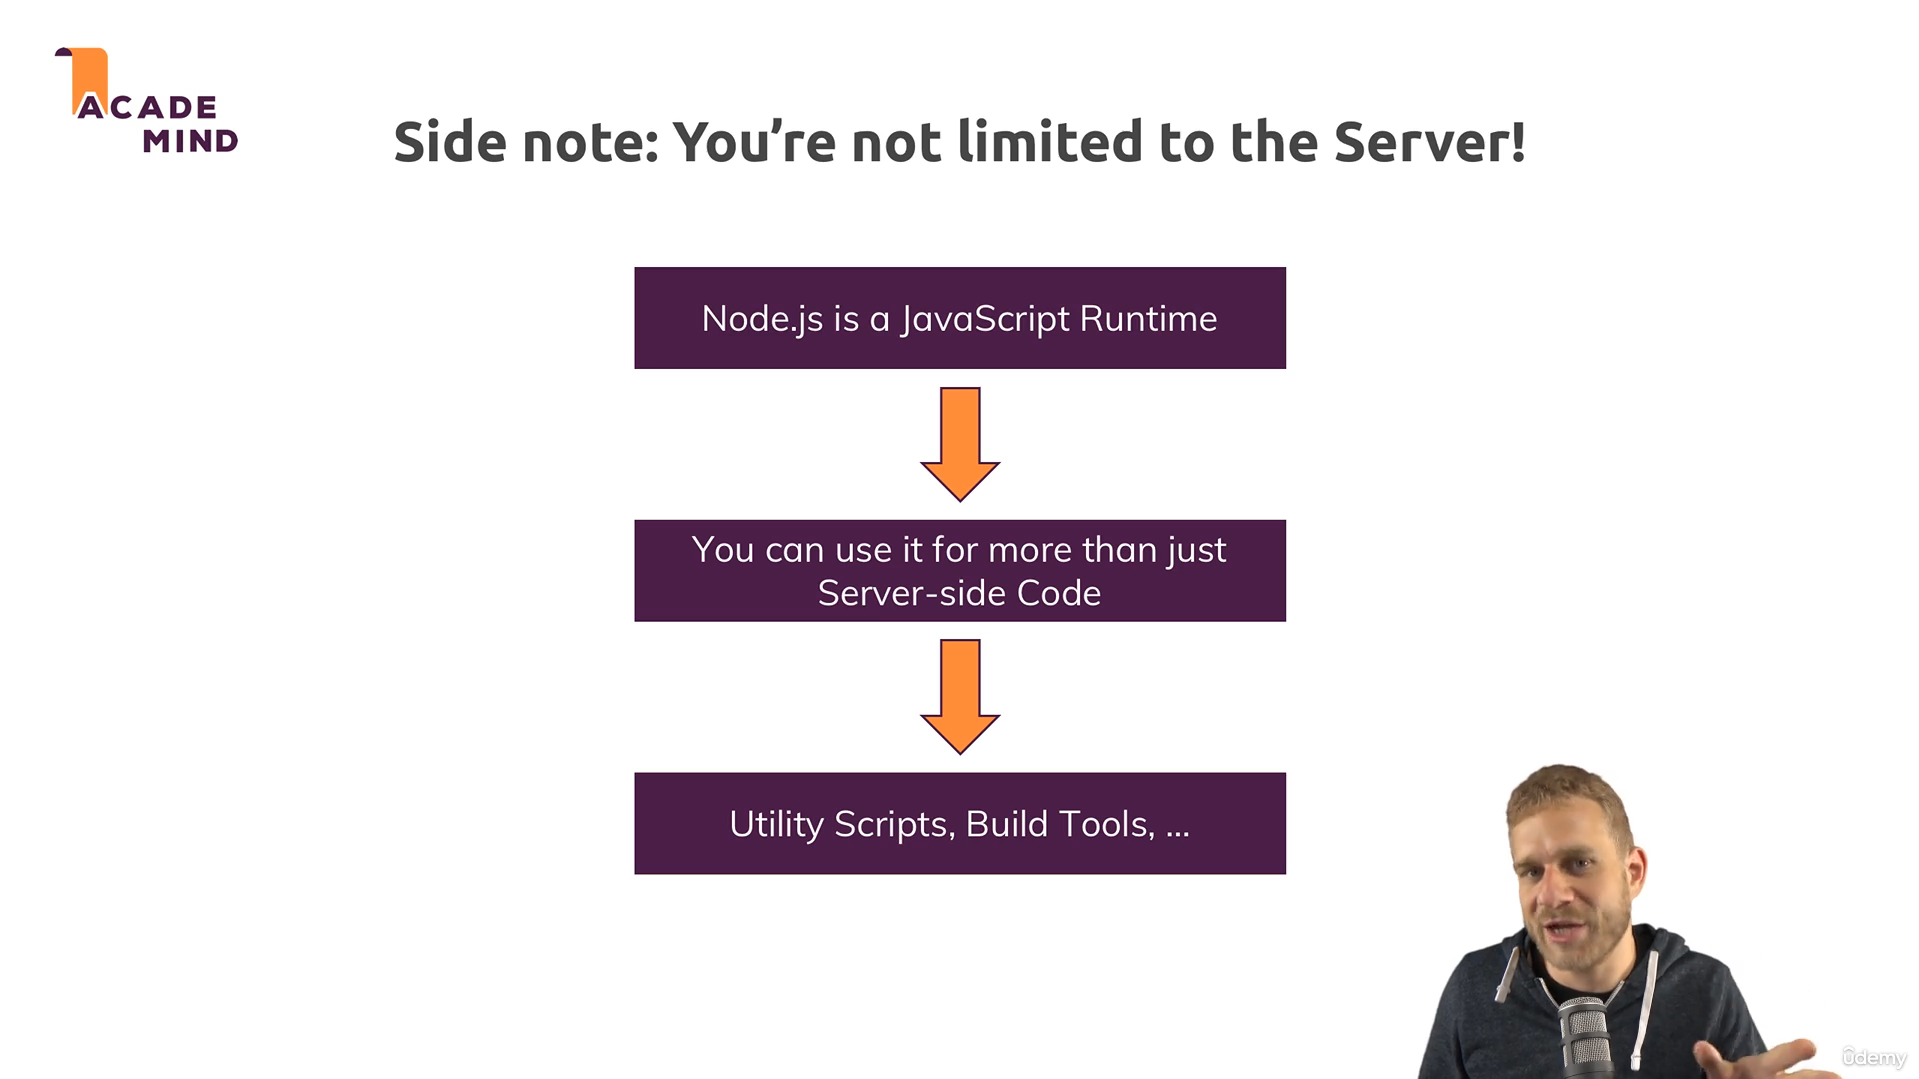 ACADE
MIND
Side note: You’re not limited to the Server!
Node.js is a JavaScript Runtime
You can use it for more than just
Server-side Code
Utility Scripts, Build Tools, ...
ûdemy